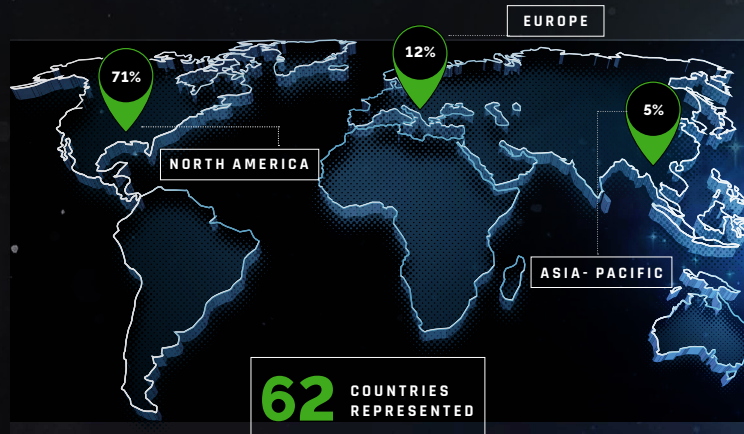 EUROPE
12%
71%
5%
NORTH AMERICA
ASIA- PACIFIC
62 COUNTRIES
REPRESENTED